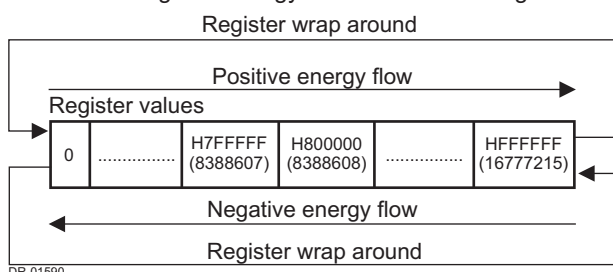 Register wrap around
Positive energy flow
Register values
0 ............... H7FFFFF (8388607) H800000 (8388608) ............... HFFFFFF (16777215)
Negative energy flow
Register wrap around
DR-01590